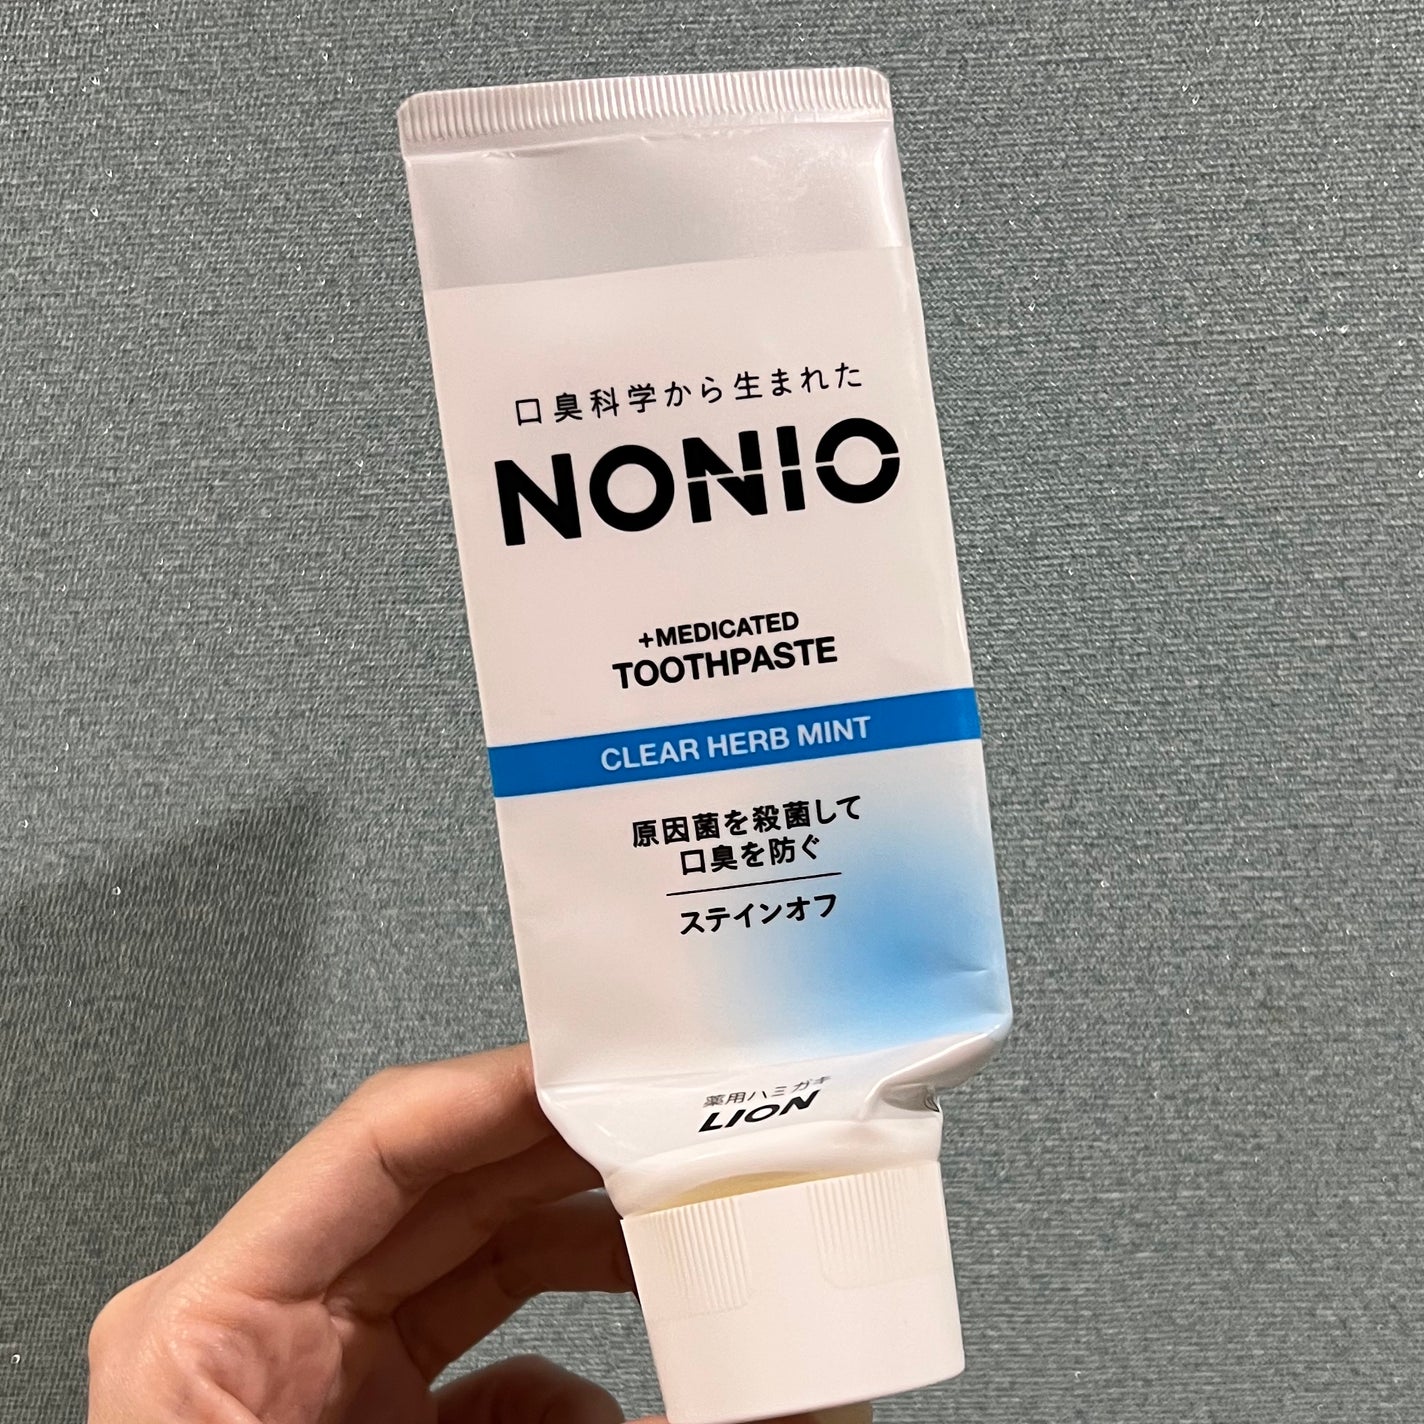 口臭科学から生まれた
NONIO
+MEDICATED
TOOTHPASTE
CLEAR HERB MINT
原因菌を殺菌して
口臭を防ぐ
ステインオフ
薬用ハミガキ
LION